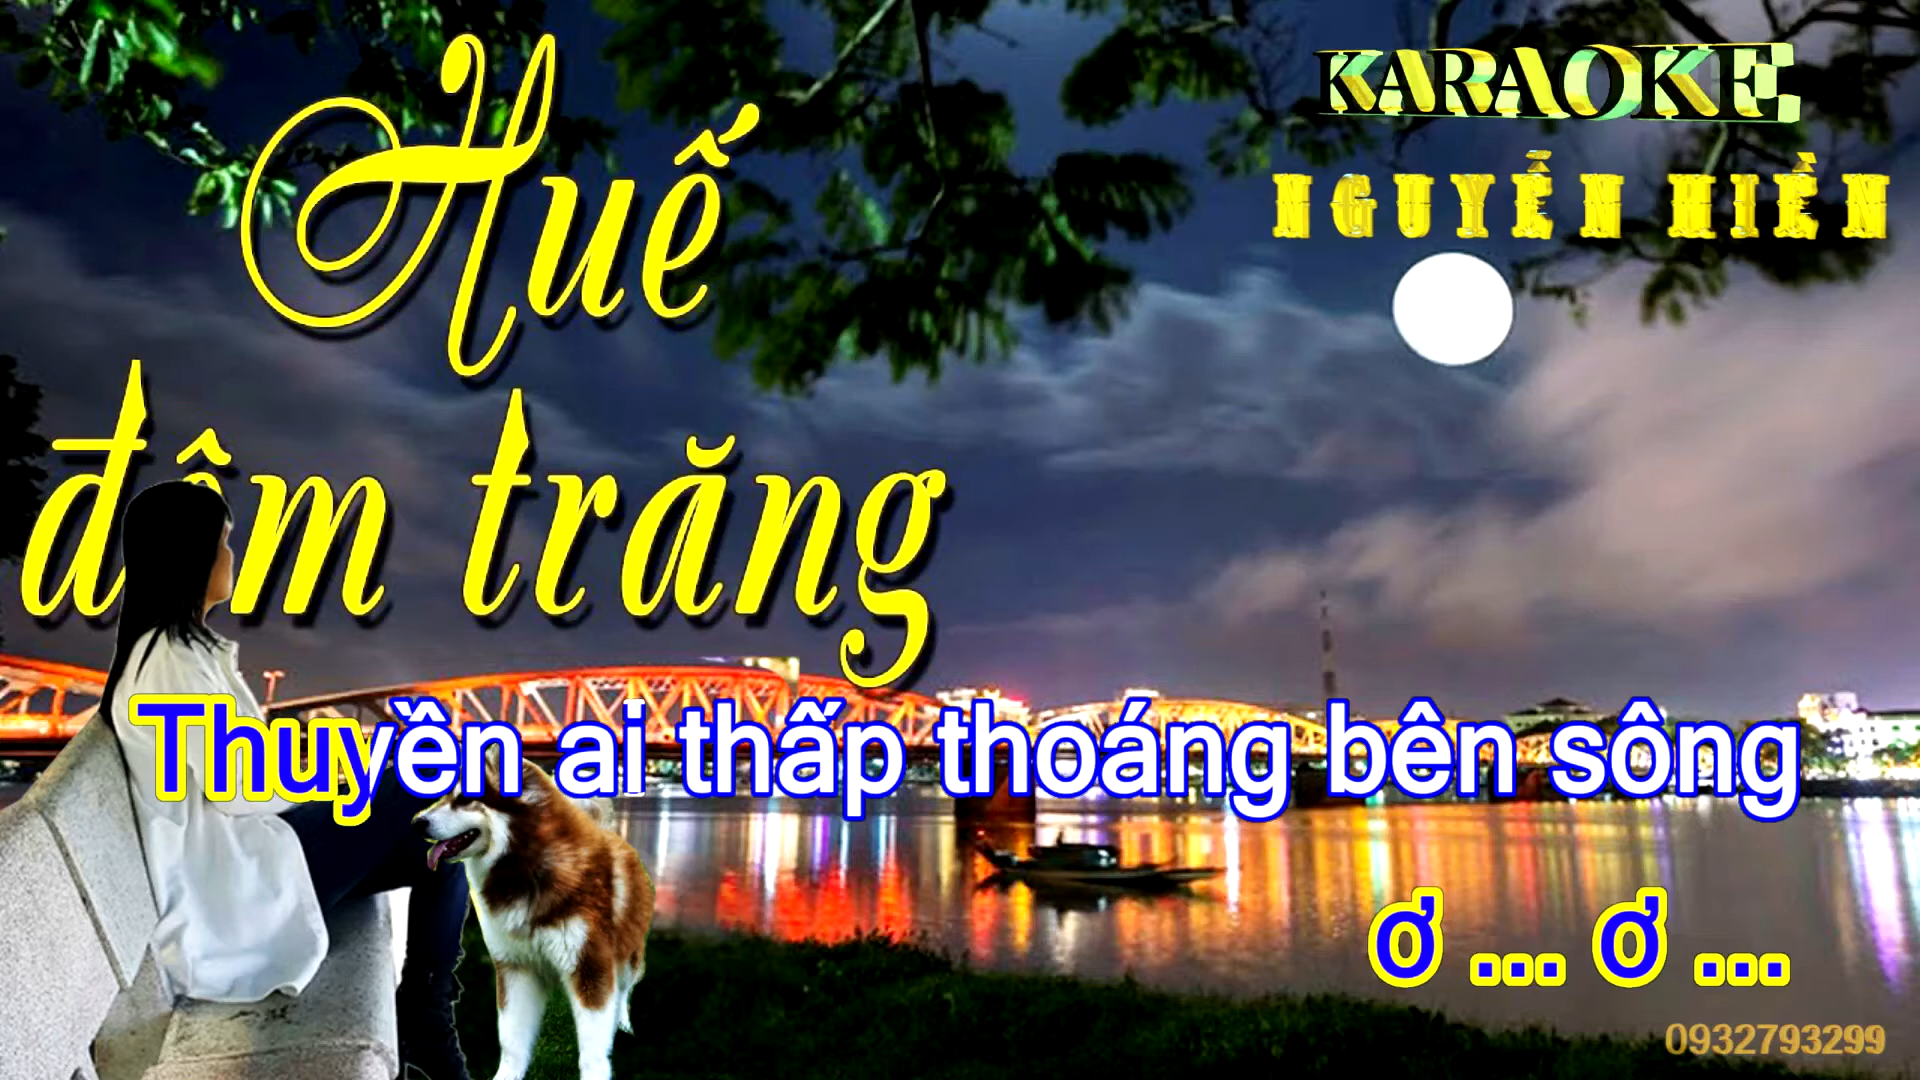 Huế
đêm trăng
KARAOKE
NGUYỄN HIỀN
Thuyền ai thấp thoáng bên sông
ơ ... ơ ...
0932793299